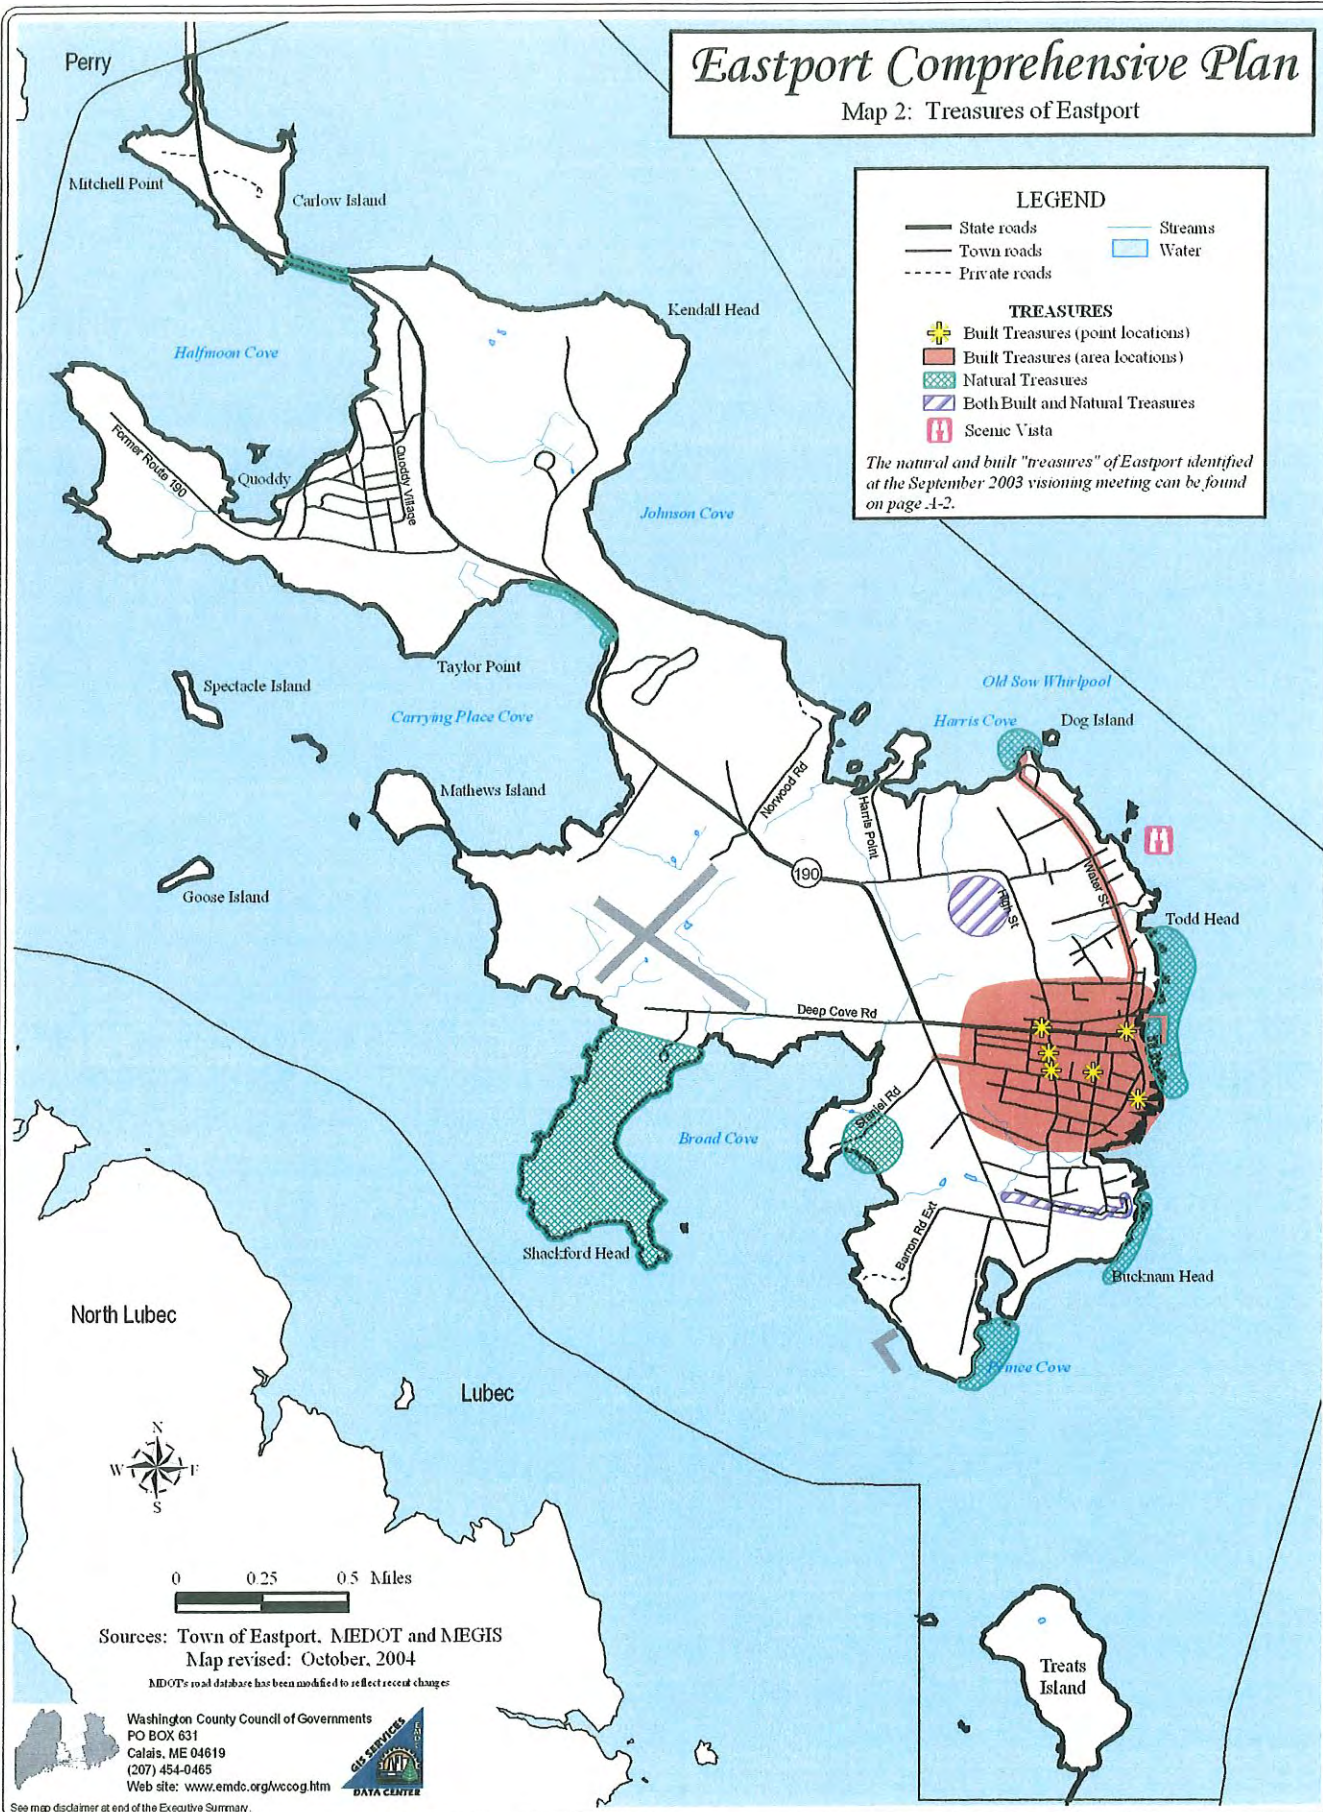 Eastport Comprehensive Plan
Map 2: Treasures of Eastport
Perry
Mitchell Point
Carlow Island
LEGEND
State roads
Town roads
Private roads
Streams
Water
TREASURES
Built Treasures (point locations)
Built Treasures (area locations)
Natural Treasures
Both Built and Natural Treasures
Scenic Vista
The natural and built "treasures" of Eastport identified
at the September 2003 visioning meeting can be found
on page A-2.
Kendall Head
Halfmoon Cove
Former Route 190
Quoddy
Quoddy Village
Johnson Cove
Taylor Point
Spectacle Island
Carrying Place Cove
Old Sow Whirlpool
Harris Cove
Dog Island
Mathews Island
Norwood Rd
Harris Point
Goose Island
190
High St
Water St
Todd Head
Deep Cove Rd
Broad Cove
Staniel Rd
Shackford Head
Barron Rd Ext
Bucknam Head
Prince Cove
North Lubec
Lubec
N
W E
S
0 0.25 0.5 Miles
Sources: Town of Eastport, MEDOT and MEGIS
Map revised: October, 2004
MDOT's road database has been modified to reflect recent changes
Treats
Island
Washington County Council of Governments
PO BOX 631
Calais, ME 04619
(207) 454-0465
Web site: www.emdc.org/wccog.htm
GIS SERVICES
EMDC
DATA CENTER
See map disclaimer at end of the Executive Summary.